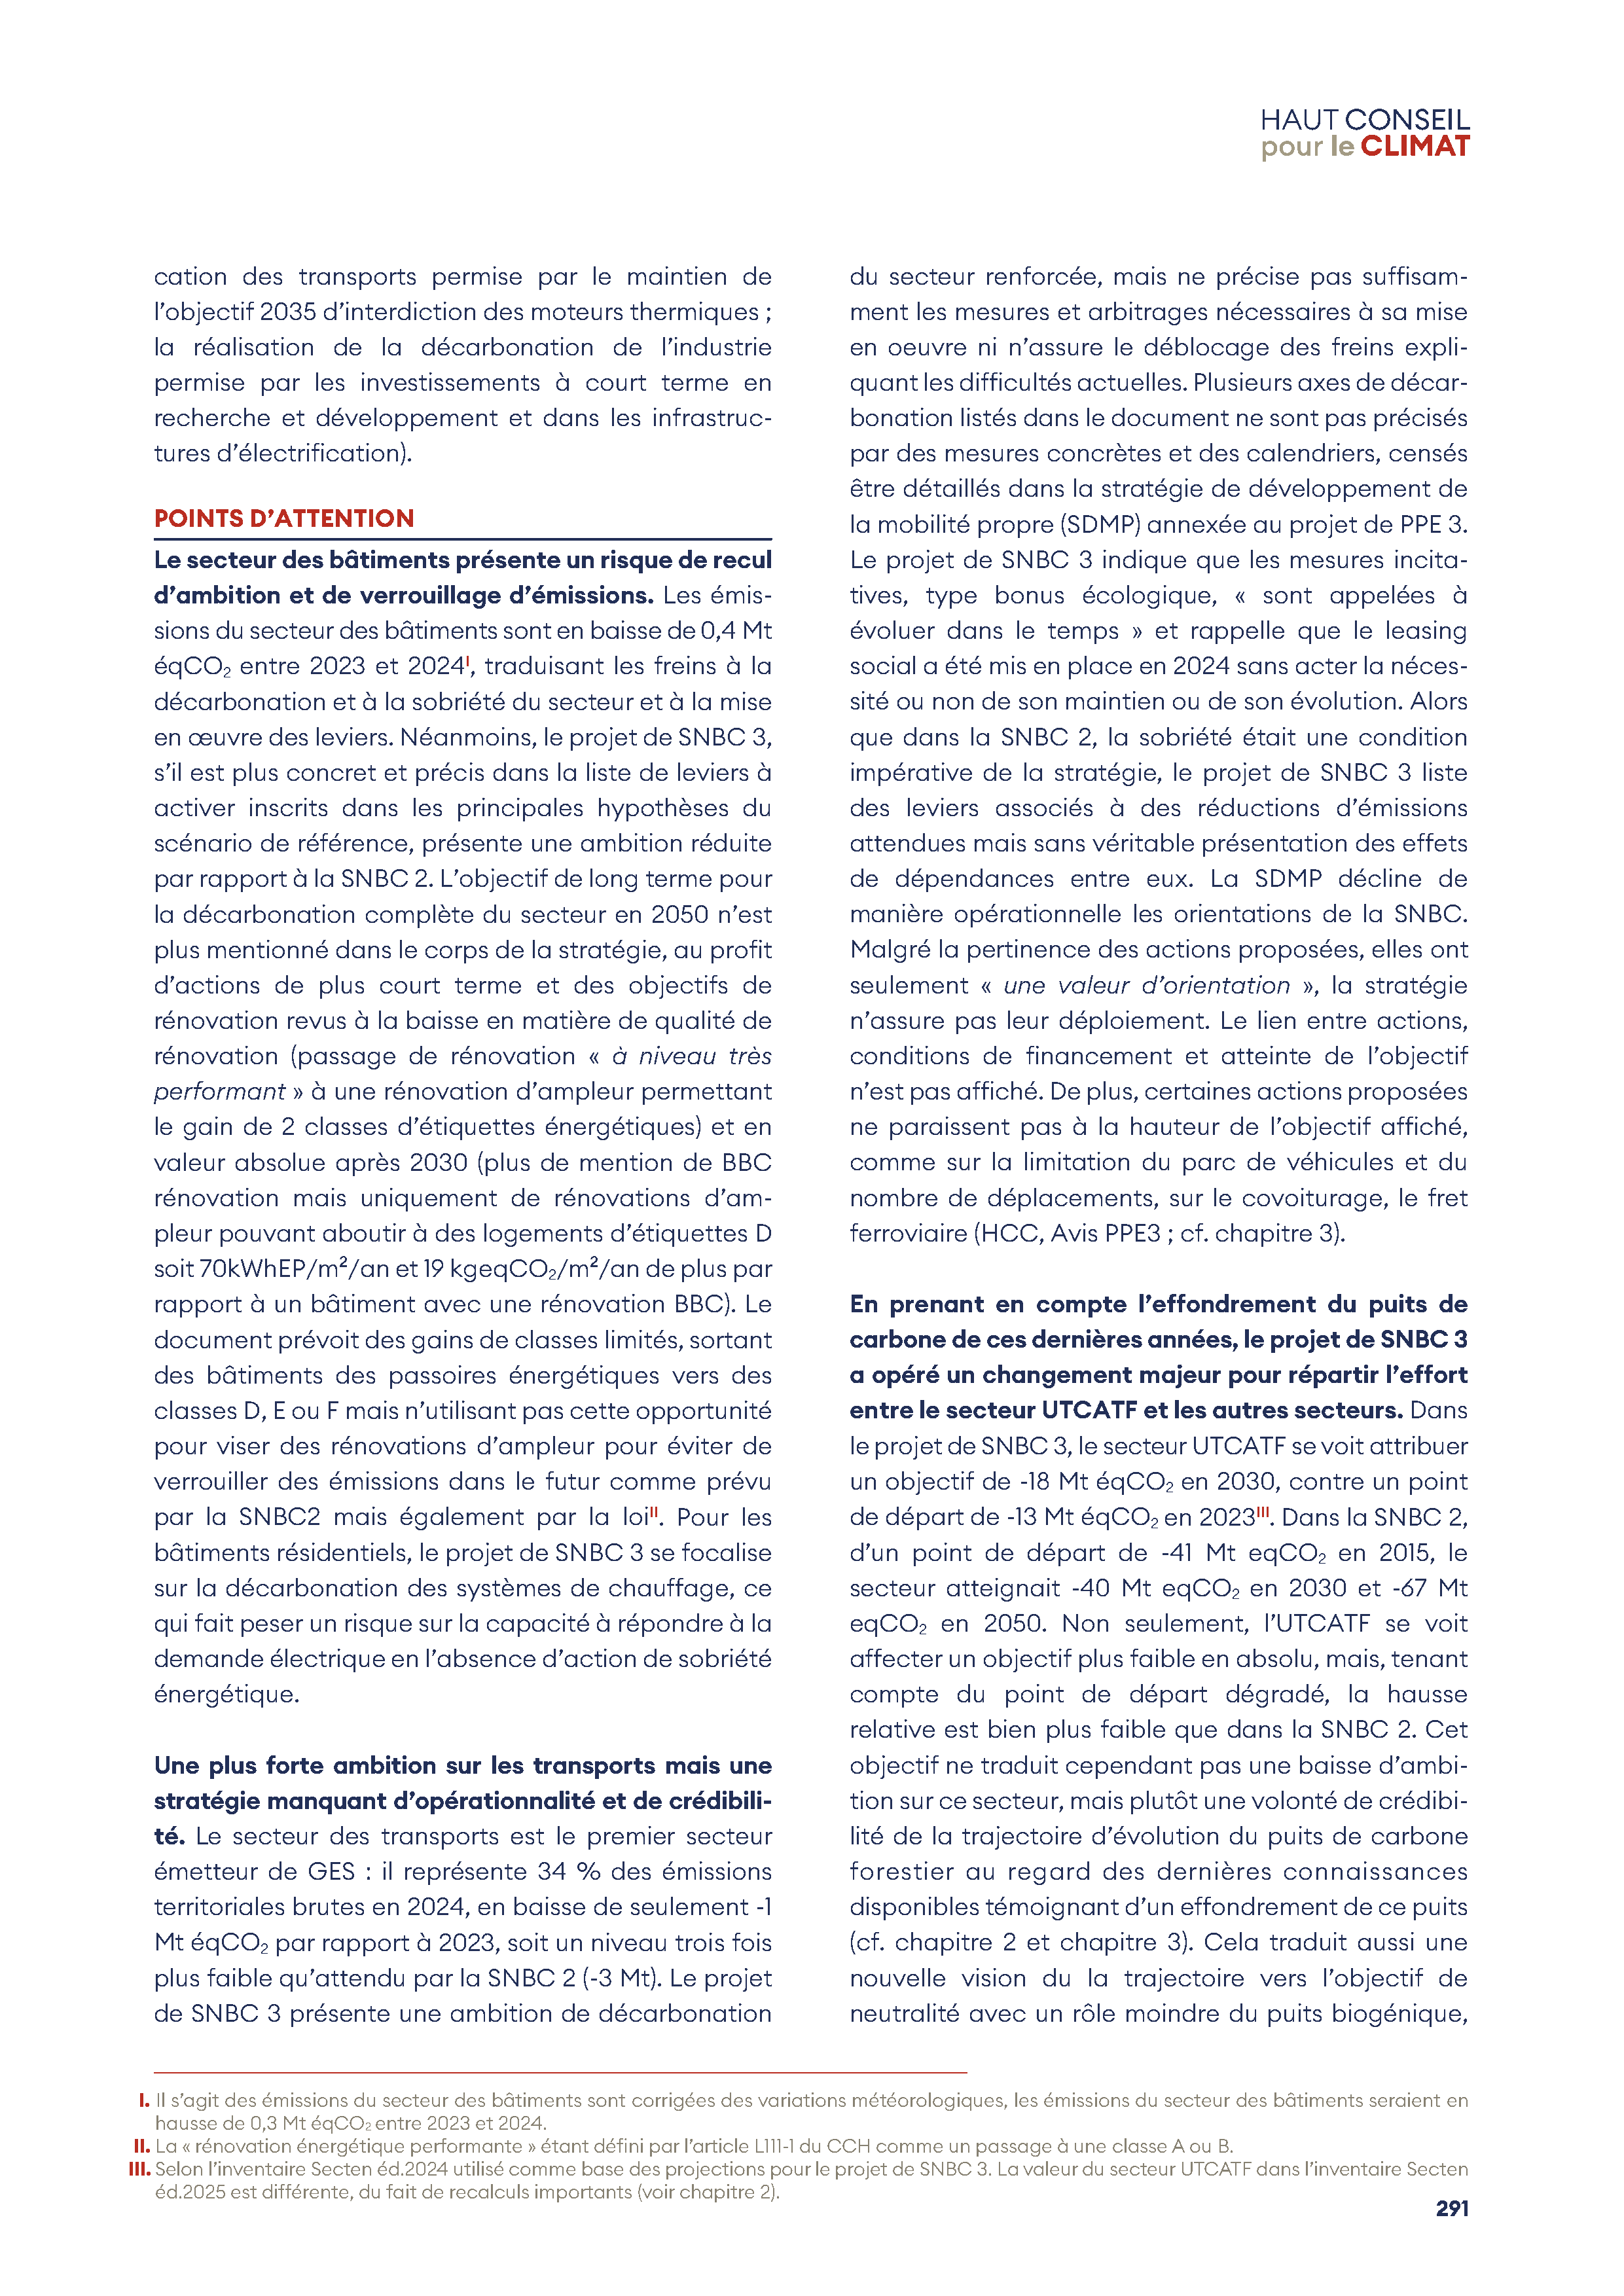 HAUT CONSEIL
pour le CLIMAT
cation des transports permise par le maintien de
l’objectif 2035 d’interdiction des moteurs thermiques ;
la réalisation de la décarbonation de l’industrie
permise par les investissements à court terme en
recherche et développement et dans les infrastruc-
tures d’électrification).
POINTS D’ATTENTION
Le secteur des bâtiments présente un risque de recul
d’ambition et de verrouillage d’émissions. Les émis-
sions du secteur des bâtiments sont en baisse de 0,4 Mt
éqCO₂ entre 2023 et 2024ᴵ, traduisant les freins à la
décarbonation et à la sobriété du secteur et à la mise
en œuvre des leviers. Néanmoins, le projet de SNBC 3,
s’il est plus concret et précis dans la liste de leviers à
activer inscrits dans les principales hypothèses du
scénario de référence, présente une ambition réduite
par rapport à la SNBC 2. L’objectif de long terme pour
la décarbonation complète du secteur en 2050 n’est
plus mentionné dans le corps de la stratégie, au profit
d’actions de plus court terme et des objectifs de
rénovation revus à la baisse en matière de qualité de
rénovation (passage de rénovation « à niveau très
performant » à une rénovation d’ampleur permettant
le gain de 2 classes d’étiquettes énergétiques) et en
valeur absolue après 2030 (plus de mention de BBC
rénovation mais uniquement de rénovations d’am-
pleur pouvant aboutir à des logements d’étiquettes D
soit 70kWhEP/m²/an et 19 kgeqCO₂/m²/an de plus par
rapport à un bâtiment avec une rénovation BBC). Le
document prévoit des gains de classes limités, sortant
des bâtiments des passoires énergétiques vers des
classes D, E ou F mais n’utilisant pas cette opportunité
pour viser des rénovations d’ampleur pour éviter de
verrouiller des émissions dans le futur comme prévu
par la SNBC2 mais également par la loiᴵᴵ. Pour les
bâtiments résidentiels, le projet de SNBC 3 se focalise
sur la décarbonation des systèmes de chauffage, ce
qui fait peser un risque sur la capacité à répondre à la
demande électrique en l’absence d’action de sobriété
énergétique.
Une plus forte ambition sur les transports mais une
stratégie manquant d’opérationnalité et de crédibili-
té. Le secteur des transports est le premier secteur
émetteur de GES : il représente 34 % des émissions
territoriales brutes en 2024, en baisse de seulement -1
Mt éqCO₂ par rapport à 2023, soit un niveau trois fois
plus faible qu’attendu par la SNBC 2 (-3 Mt). Le projet
de SNBC 3 présente une ambition de décarbonation
du secteur renforcée, mais ne précise pas suffisam-
ment les mesures et arbitrages nécessaires à sa mise
en oeuvre ni n’assure le déblocage des freins expli-
quant les difficultés actuelles. Plusieurs axes de décar-
bonation listés dans le document ne sont pas précisés
par des mesures concrètes et des calendriers, censés
être détaillés dans la stratégie de développement de
la mobilité propre (SDMP) annexée au projet de PPE 3.
Le projet de SNBC 3 indique que les mesures incita-
tives, type bonus écologique, « sont appelées à
évoluer dans le temps » et rappelle que le leasing
social a été mis en place en 2024 sans acter la néces-
sité ou non de son maintien ou de son évolution. Alors
que dans la SNBC 2, la sobriété était une condition
impérative de la stratégie, le projet de SNBC 3 liste
des leviers associés à des réductions d’émissions
attendues mais sans véritable présentation des effets
de dépendances entre eux. La SDMP décline de
manière opérationnelle les orientations de la SNBC.
Malgré la pertinence des actions proposées, elles ont
seulement « une valeur d’orientation », la stratégie
n’assure pas leur déploiement. Le lien entre actions,
conditions de financement et atteinte de l’objectif
n’est pas affiché. De plus, certaines actions proposées
ne paraissent pas à la hauteur de l’objectif affiché,
comme sur la limitation du parc de véhicules et du
nombre de déplacements, sur le covoiturage, le fret
ferroviaire (HCC, Avis PPE3 ; cf. chapitre 3).
En prenant en compte l’effondrement du puits de
carbone de ces dernières années, le projet de SNBC 3
a opéré un changement majeur pour répartir l’effort
entre le secteur UTCATF et les autres secteurs. Dans
le projet de SNBC 3, le secteur UTCATF se voit attribuer
un objectif de -18 Mt éqCO₂ en 2030, contre un point
de départ de -13 Mt éqCO₂ en 2023ᴵᴵᴵ. Dans la SNBC 2,
d’un point de départ de -41 Mt eqCO₂ en 2015, le
secteur atteignait -40 Mt eqCO₂ en 2030 et -67 Mt
eqCO₂ en 2050. Non seulement, l’UTCATF se voit
affecter un objectif plus faible en absolu, mais, tenant
compte du point de départ dégradé, la hausse
relative est bien plus faible que dans la SNBC 2. Cet
objectif ne traduit cependant pas une baisse d’ambi-
tion sur ce secteur, mais plutôt une volonté de crédibi-
lité de la trajectoire d’évolution du puits de carbone
forestier au regard des dernières connaissances
disponibles témoignant d’un effondrement de ce puits
(cf. chapitre 2 et chapitre 3). Cela traduit aussi une
nouvelle vision du la trajectoire vers l’objectif de
neutralité avec un rôle moindre du puits biogénique,
I. Il s’agit des émissions du secteur des bâtiments sont corrigées des variations météorologiques, les émissions du secteur des bâtiments seraient en
hausse de 0,3 Mt éqCO₂ entre 2023 et 2024.
II. La « rénovation énergétique performante » étant défini par l’article L111-1 du CCH comme un passage à une classe A ou B.
III. Selon l’inventaire Secten éd.2024 utilisé comme base des projections pour le projet de SNBC 3. La valeur du secteur UTCATF dans l’inventaire Secten
éd.2025 est différente, du fait de recalculs importants (voir chapitre 2).
291